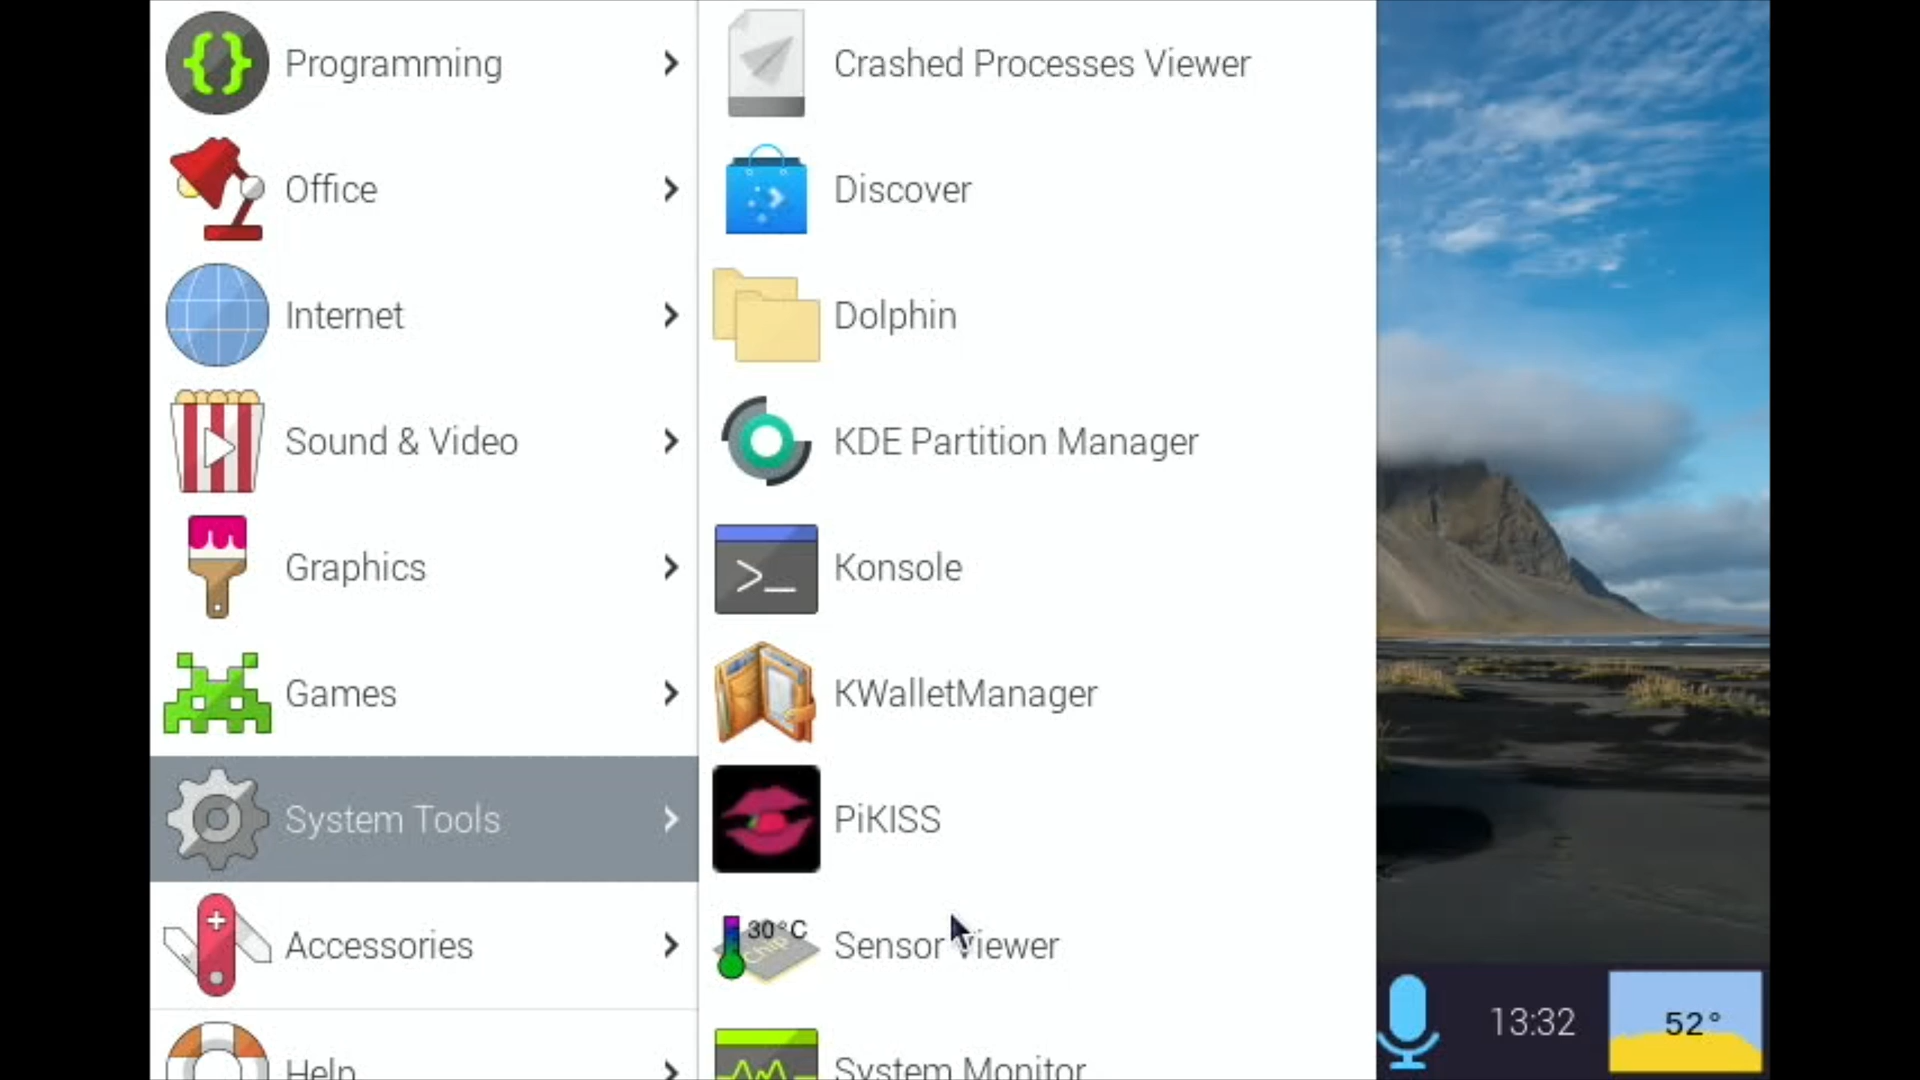 Programming
Office
Internet
Sound & Video
Graphics
Games
System Tools
Accessories
Help
Crashed Processes Viewer
Discover
Dolphin
KDE Partition Manager
Konsole
KWalletManager
PiKISS
30°C
Chip
Sensor Viewer
System Monitor
13:32
52°